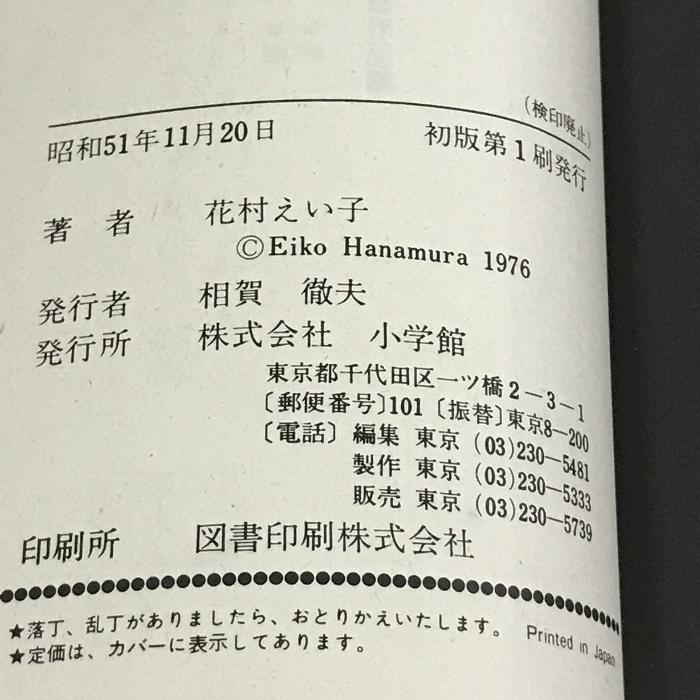 (検印廃止)
昭和51年11月20日 初版第1刷発行
著 者 花村えい子
©Eiko Hanamura 1976
発行者 相賀 徹夫
発行所 株式会社 小学館
東京都千代田区一ツ橋2－3－1
〔郵便番号〕101〔振替〕東京8－200
〔電話〕編集 東京 (03)230－5481
製作 東京 (03)230－5333
販売 東京 (03)230－5739
印刷所 図書印刷株式会社
★落丁、乱丁がありましたら、おとりかえいたします。
★定価は、カバーに表示してあります。 Printed in Japan